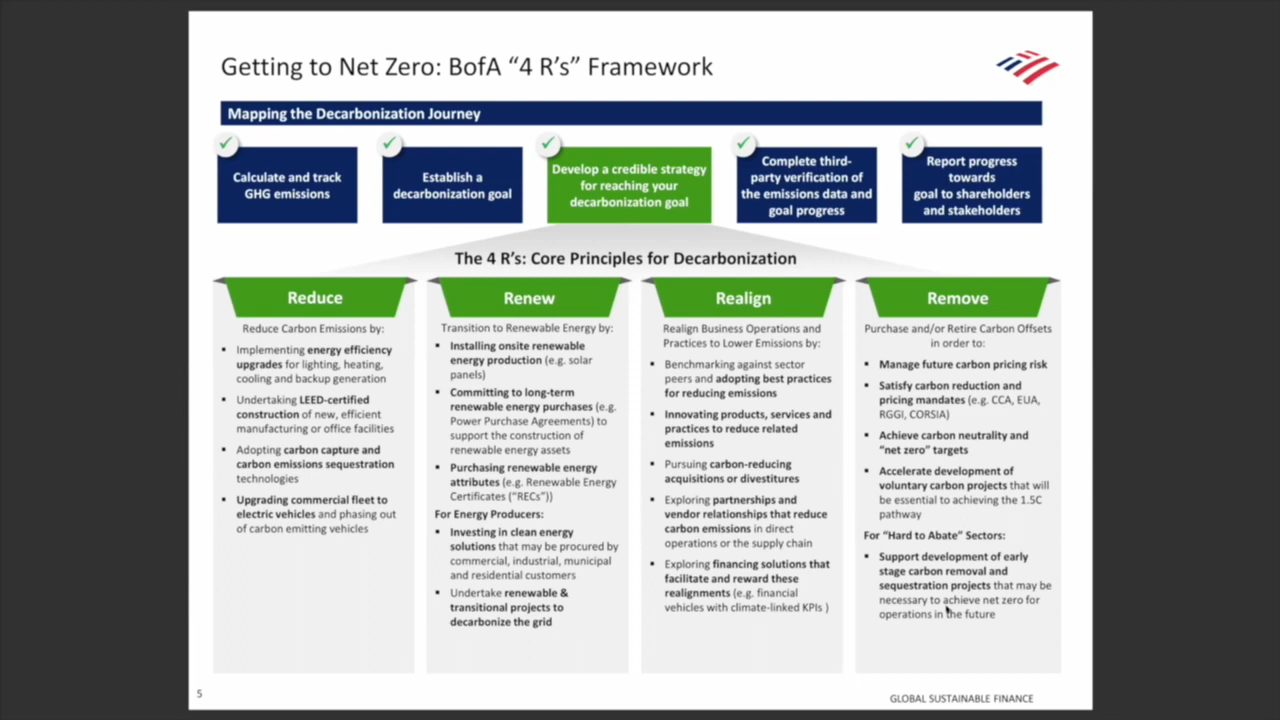 Getting to Net Zero: BofA “4 R’s” Framework
Mapping the Decarbonization Journey
Calculate and track
GHG emissions
Establish a
decarbonization goal
Develop a credible strategy
for reaching your
decarbonization goal
Complete third-
party verification of
the emissions data and
goal progress
Report progress
towards
goal to shareholders
and stakeholders
The 4 R’s: Core Principles for Decarbonization
Reduce
Reduce Carbon Emissions by:
▪ Implementing energy efficiency
upgrades for lighting, heating,
cooling and backup generation
▪ Undertaking LEED-certified
construction of new, efficient
manufacturing or office facilities
▪ Adopting carbon capture and
carbon emissions sequestration
technologies
▪ Upgrading commercial fleet to
electric vehicles and phasing out
of carbon emitting vehicles
Renew
Transition to Renewable Energy by:
▪ Installing onsite renewable
energy production (e.g. solar
panels)
▪ Committing to long-term
renewable energy purchases (e.g.
Power Purchase Agreements) to
support the construction of
renewable energy assets
▪ Purchasing renewable energy
attributes (e.g. Renewable Energy
Certificates (“RECs”))
For Energy Producers:
▪ Investing in clean energy
solutions that may be procured by
commercial, industrial, municipal
and residential customers
▪ Undertake renewable &
transitional projects to
decarbonize the grid
Realign
Realign Business Operations and
Practices to Lower Emissions by:
▪ Benchmarking against sector
peers and adopting best practices
for reducing emissions
▪ Innovating products, services and
practices to reduce related
emissions
▪ Pursuing carbon-reducing
acquisitions or divestitures
▪ Exploring partnerships and
vendor relationships that reduce
carbon emissions in direct
operations or the supply chain
▪ Exploring financing solutions that
facilitate and reward these
realignments (e.g. financial
vehicles with climate-linked KPIs )
Remove
Purchase and/or Retire Carbon Offsets
in order to:
▪ Manage future carbon pricing risk
▪ Satisfy carbon reduction and
pricing mandates (e.g. CCA, EUA,
RGGI, CORSIA)
▪ Achieve carbon neutrality and
“net zero” targets
▪ Accelerate development of
voluntary carbon projects that will
be essential to achieving the 1.5C
pathway
For “Hard to Abate” Sectors:
▪ Support development of early
stage carbon removal and
sequestration projects that may be
necessary to achieve net zero for
operations in the future
5
GLOBAL SUSTAINABLE FINANCE